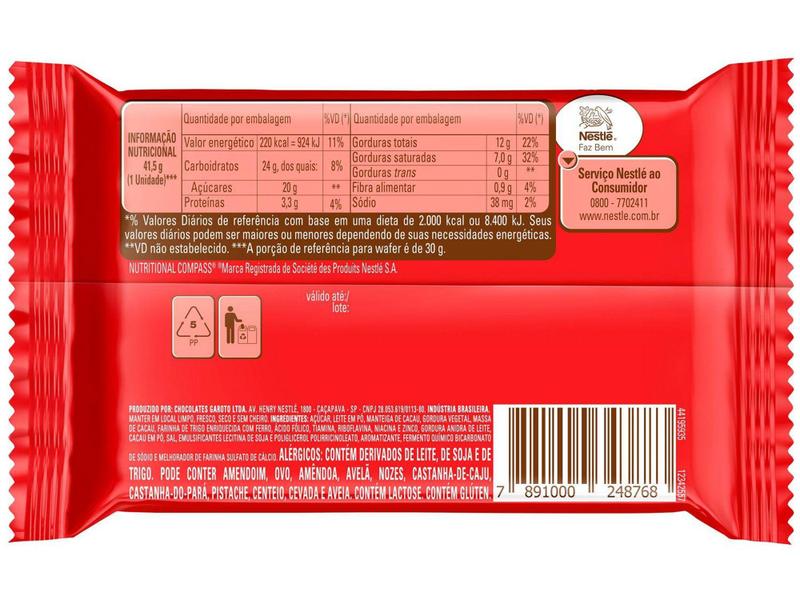 INFORMAÇÃO
NUTRICIONAL
41,5 g
(1 Unidade)***
Quantidade por embalagem %VD (*) Quantidade por embalagem %VD (*)
Valor energético 220 kcal = 924 kJ 11% Gorduras totais 12 g 22%
Carboidratos 24 g, dos quais: 8% Gorduras saturadas 7,0 g 32%
Gorduras trans 0 g **
Açúcares 20 g ** Fibra alimentar 0,9 g 4%
Proteínas 3,3 g 4% Sódio 38 mg 2%
*% Valores Diários de referência com base em uma dieta de 2.000 kcal ou 8.400 kJ. Seus
valores diários podem ser maiores ou menores dependendo de suas necessidades energéticas.
**VD não estabelecido. ***A porção de referência para wafer é de 30 g.
NUTRITIONAL COMPASS® ®Marca Registrada de Société des Produits Nestlé S.A.
Nestlé
Faz Bem
Serviço Nestlé ao
Consumidor
0800 - 7702411
www.nestle.com.br
válido até:/
lote:
5
PP
PRODUZIDO POR: CHOCOLATES GAROTO LTDA. AV. HENRY NESTLÉ, 1800 - CAÇAPAVA - SP - CNPJ 28.053.619/0113-80. INDÚSTRIA BRASILEIRA.
MANTER EM LOCAL LIMPO, FRESCO, SECO E SEM CHEIRO. INGREDIENTES: AÇÚCAR, LEITE EM PÓ, MANTEIGA DE CACAU, GORDURA VEGETAL, MASSA
DE CACAU, FARINHA DE TRIGO ENRIQUECIDA COM FERRO, ÁCIDO FÓLICO, TIAMINA, RIBOFLAVINA, NIACINA E ZINCO, GORDURA ANIDRA DE LEITE,
CACAU EM PÓ, SAL, EMULSIFICANTES LECITINA DE SOJA E POLIGLICEROL POLIRRICINOLEATO, AROMATIZANTE, FERMENTO QUÍMICO BICARBONATO
DE SÓDIO E MELHORADOR DE FARINHA SULFATO DE CÁLCIO. ALÉRGICOS: CONTÉM DERIVADOS DE LEITE, DE SOJA E DE
TRIGO. PODE CONTER AMENDOIM, OVO, AMÊNDOA, AVELÃ, NOZES, CASTANHA-DE-CAJU,
CASTANHA-DO-PARÁ, PISTACHE, CENTEIO, CEVADA E AVEIA. CONTÉM LACTOSE. CONTÉM GLÚTEN.
7 891000 248768
44195935